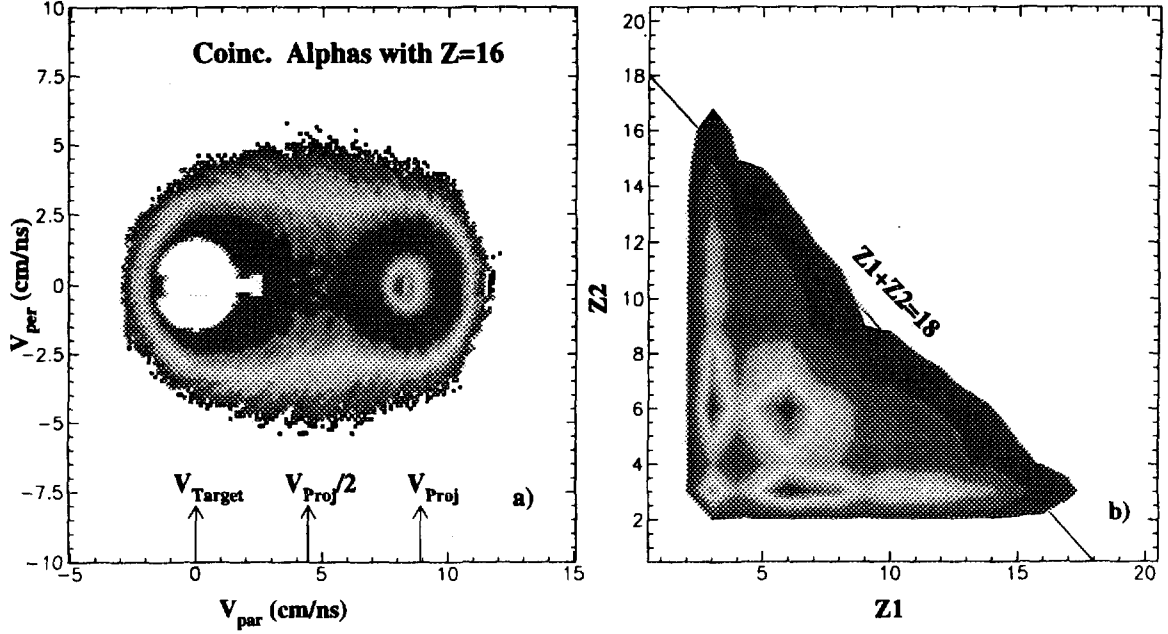 Coinc. Alphas with Z=16
10
7.5
5
2.5
0
−2.5
−5
−7.5
−10
V_per (cm/ns)
V_Target V_Proj/2 V_Proj
a)
−5 0 5 10 15
V_par (cm/ns)
20
18
16
14
12
10
8
6
4
2
Z2
Z1+Z2=18
b)
5 10 15 20
Z1